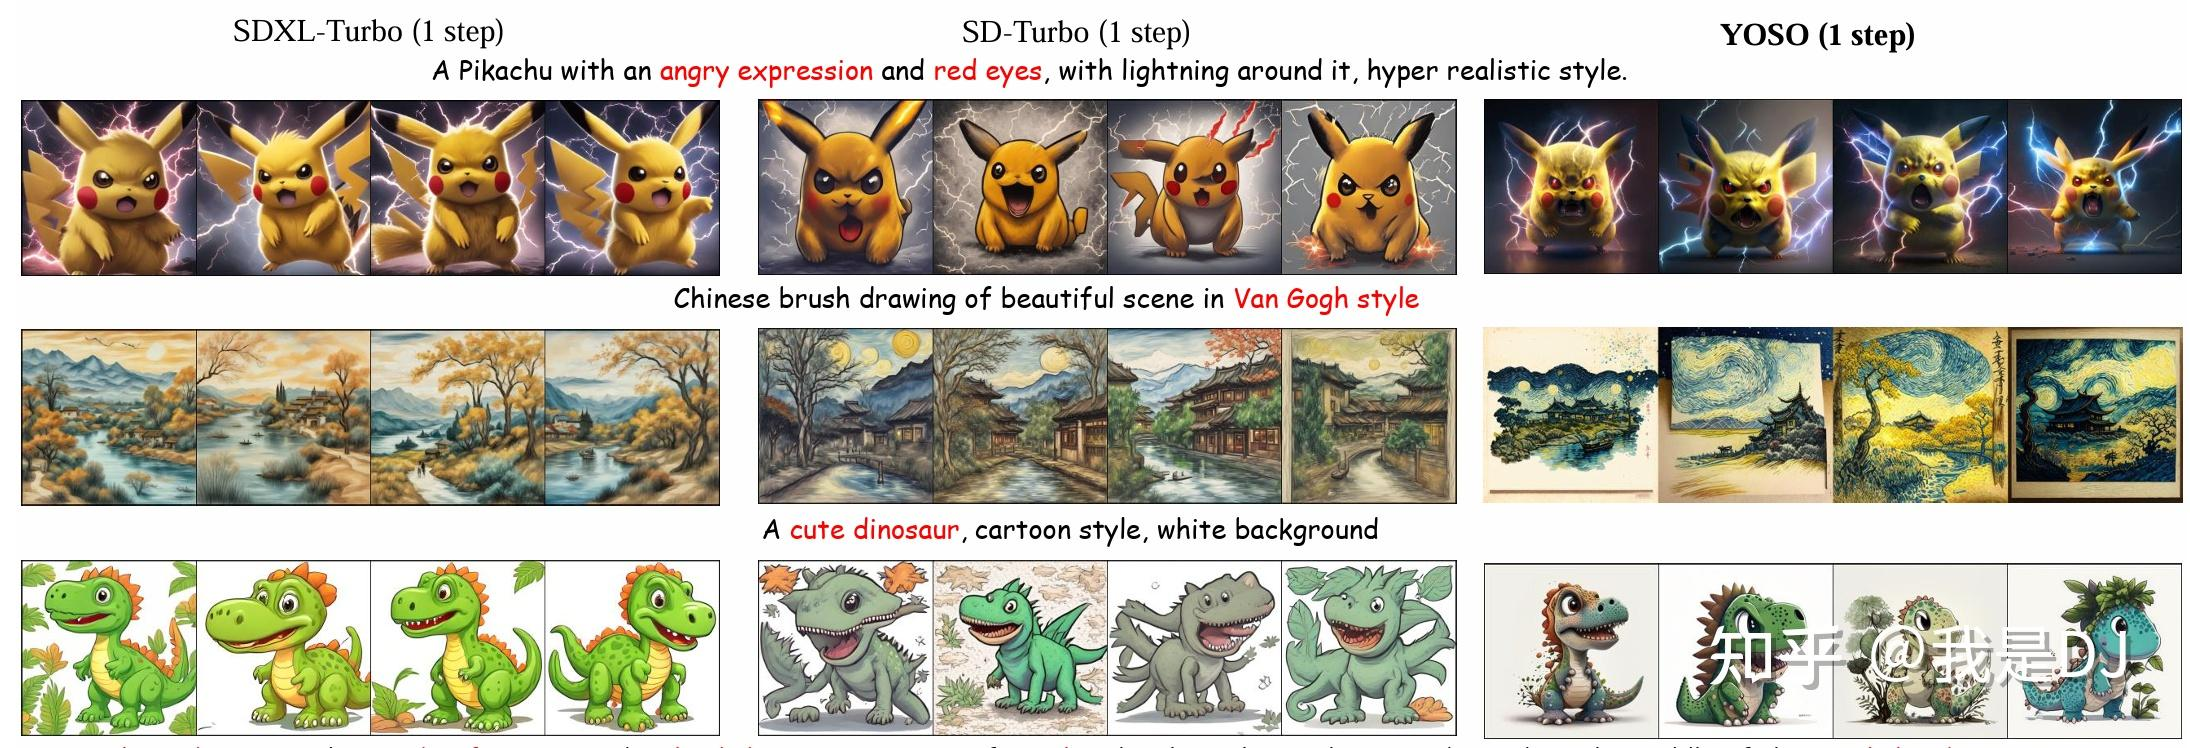 SDXL-Turbo (1 step) SD-Turbo (1 step) YOSO (1 step)
A Pikachu with an angry expression and red eyes, with lightning around it, hyper realistic style.
Chinese brush drawing of beautiful scene in Van Gogh style
A cute dinosaur, cartoon style, white background
知乎 @我是DJ